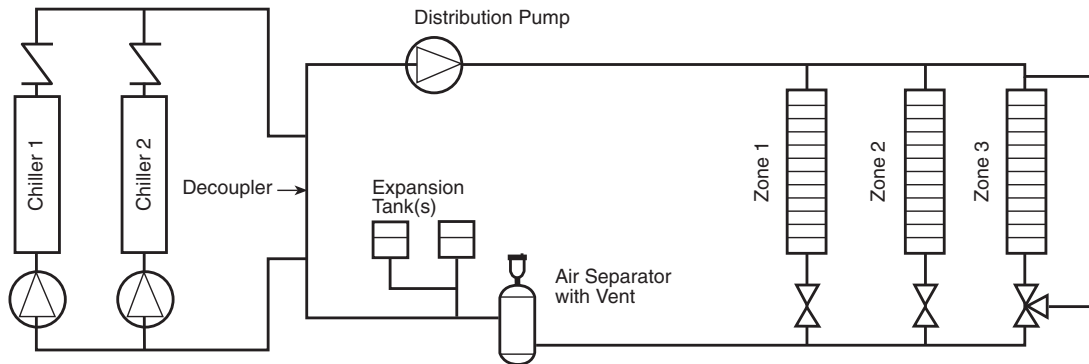 Distribution Pump
Chiller 1
Chiller 2
Decoupler
Expansion
Tank(s)
Air Separator
with Vent
Zone 1
Zone 2
Zone 3